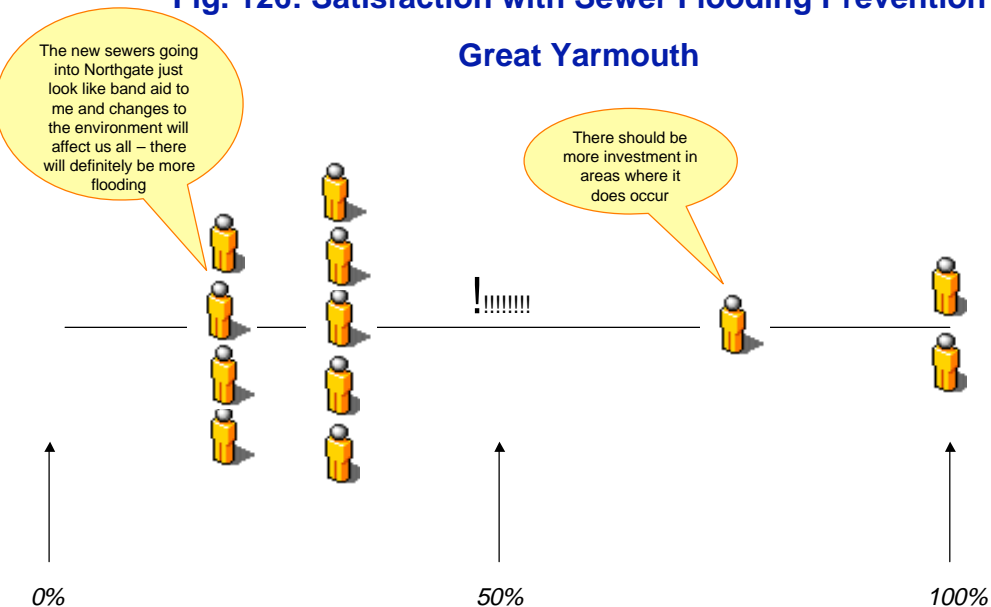 Fig. 126: Satisfaction with Sewer Flooding Prevention
Great Yarmouth
The new sewers going
into Northgate just
look like band aid to
me and changes to
the environment will
affect us all – there
will definitely be more
flooding
There should be
more investment in
areas where it
does occur
!!!!!!!!!
0%
50%
100%